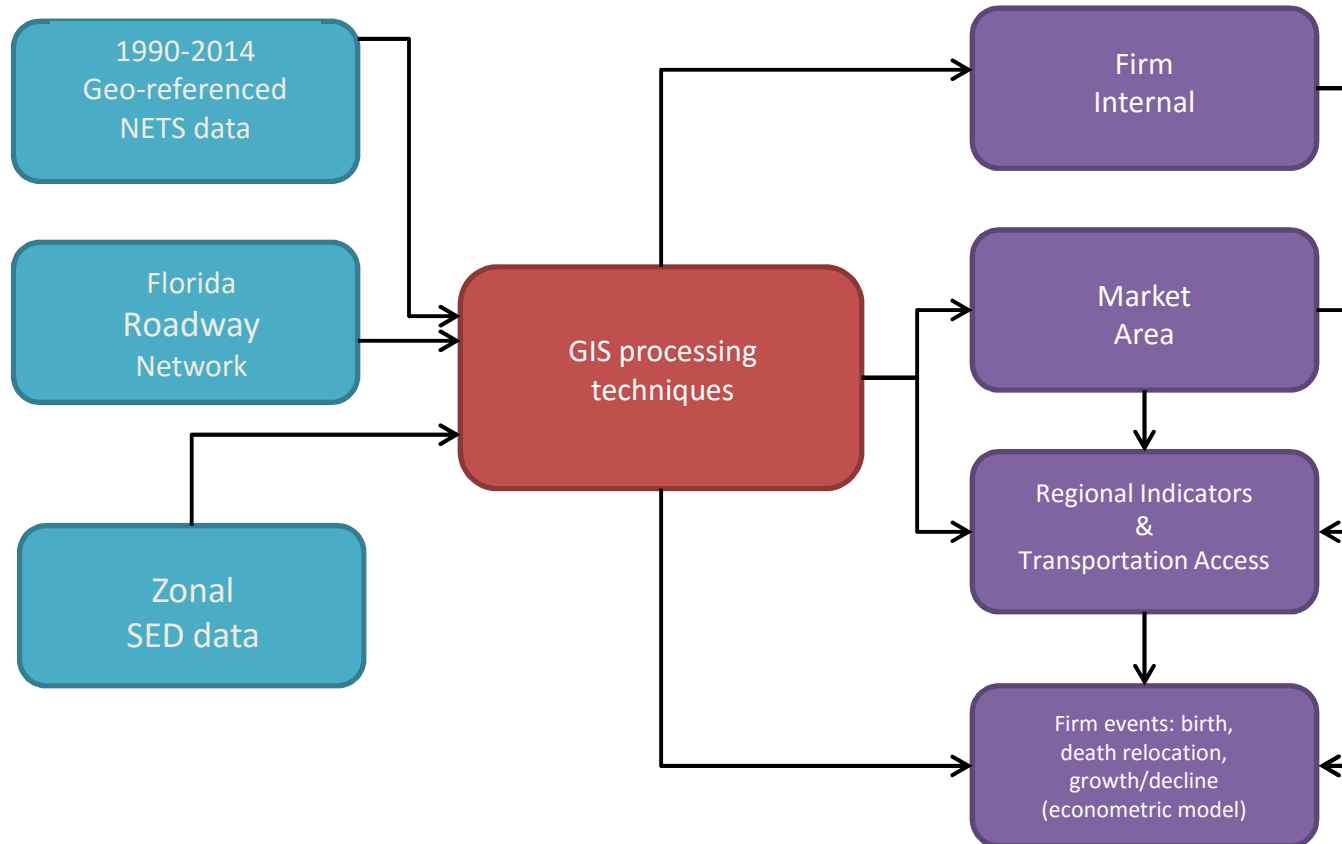 1990-2014
Geo-referenced
NETS data
Florida
Roadway
Network
Zonal
SED data
GIS processing
techniques
Firm
Internal
Market
Area
Regional Indicators
&
Transportation Access
Firm events: birth,
death relocation,
growth/decline
(econometric model)